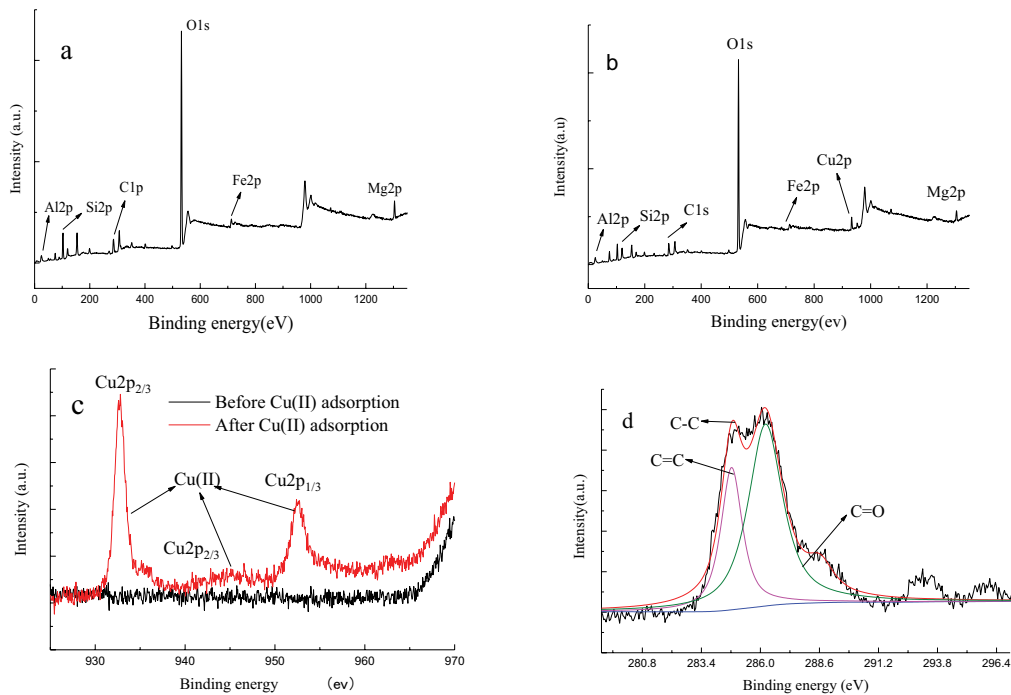 a
O1s
Al2p
Si2p
C1p
Fe2p
Mg2p
Intensity (a.u.)
0 200 400 600 800 1000 1200
Binding energy(eV)
b
O1s
Al2p
Si2p
C1s
Fe2p
Cu2p
Mg2p
Intensity(a.u)
0 200 400 600 800 1000 1200
Binding energy(ev)
Cu2p2/3
c
Before Cu(II) adsorption
After Cu(II) adsorption
Cu(II)
Cu2p1/3
Cu2p2/3
Intensity (a.u.)
930 940 950 960 970
Binding energy (ev)
d
C-C
C=C
C=O
Intensity(a.u.)
280.8 283.4 286.0 288.6 291.2 293.8 296.4
Binding energy (eV)